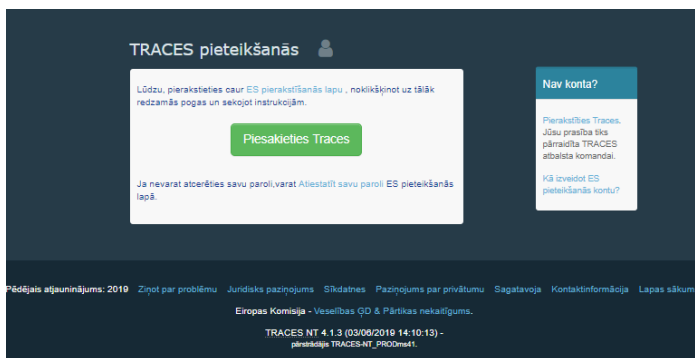 TRACES pieteikšanās
Lūdzu, pierakstieties caur ES pierakstīšanās lapu , noklikšķinot uz tālāk
redzamās pogas un sekojot instrukcijām.
Piesakieties Traces
Ja nevarat atcerēties savu paroli,varat Atiestatīt savu paroli ES pieteikšanās
lapā.
Nav konta?
Pierakstīties Traces.
Jūsu prasība tiks
pārraidīta TRACES
atbalsta komandai.
Kā izveidot ES
pieteikšanās kontu?
Pēdējais atjauninājums: 2019 Ziņot par problēmu Juridisks paziņojums Sīkdatnes Paziņojums par privātumu Sagatavoja Kontaktinformācija Lapas sākum
Eiropas Komisija - Veselības ĢD & Pārtikas nekaitīgums.
TRACES NT 4.1.3 (03/06/2019 14:10:13) -
pārstrādājis TRACES-NT_PRODms41.